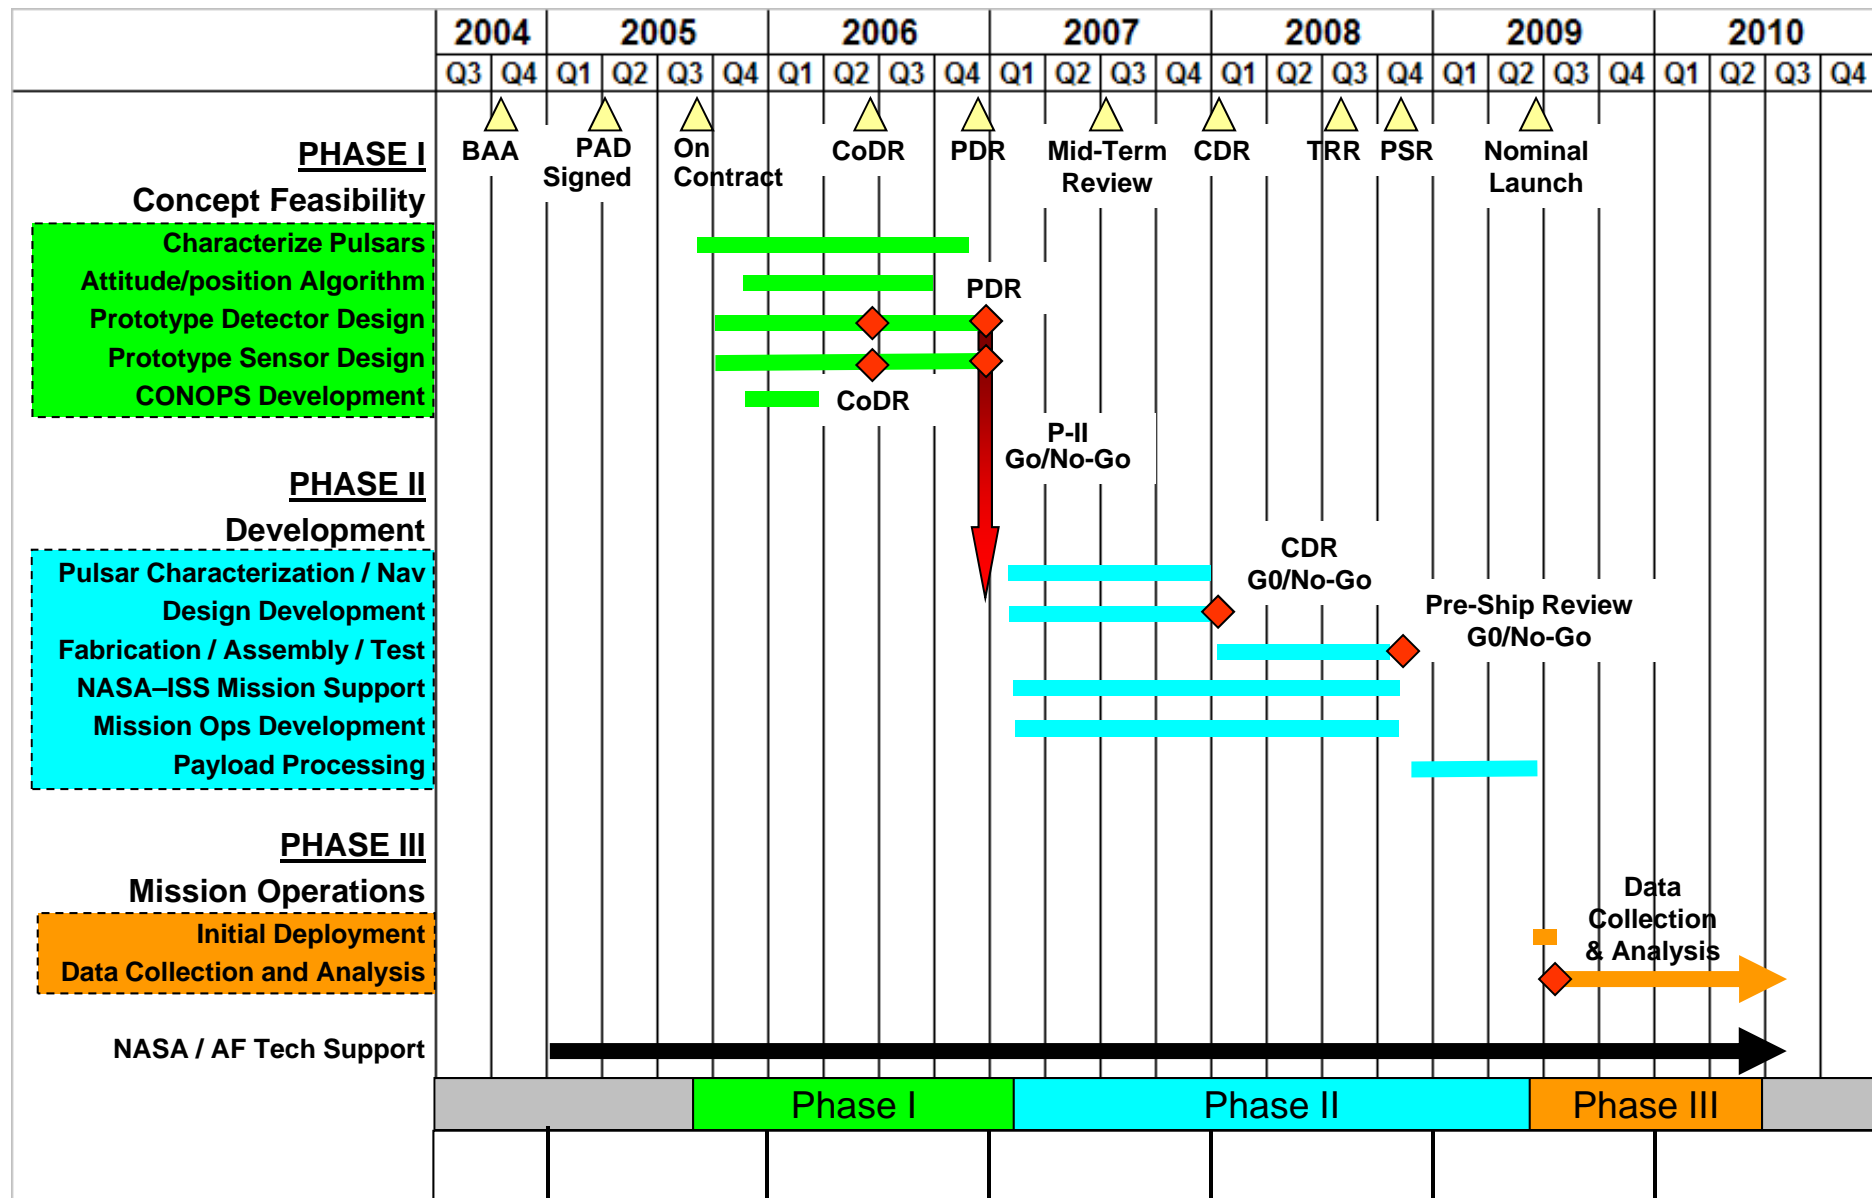 2004 2005 2006 2007 2008 2009 2010
Q3 Q4 Q1 Q2 Q3 Q4 Q1 Q2 Q3 Q4 Q1 Q2 Q3 Q4 Q1 Q2 Q3 Q4 Q1 Q2 Q3 Q4 Q1 Q2 Q3 Q4
BAA
PAD
Signed
On
Contract
CoDR
PDR
Mid-Term
Review
CDR
TRR
PSR
Nominal
Launch
PHASE I
Concept Feasibility
Characterize Pulsars
Attitude/position Algorithm
Prototype Detector Design
Prototype Sensor Design
CONOPS Development
PDR
CoDR
P-II
Go/No-Go
PHASE II
Development
Pulsar Characterization / Nav
Design Development
Fabrication / Assembly / Test
NASA–ISS Mission Support
Mission Ops Development
Payload Processing
CDR
G0/No-Go
Pre-Ship Review
G0/No-Go
PHASE III
Mission Operations
Initial Deployment
Data Collection and Analysis
Data
Collection
& Analysis
NASA / AF Tech Support
Phase I
Phase II
Phase III